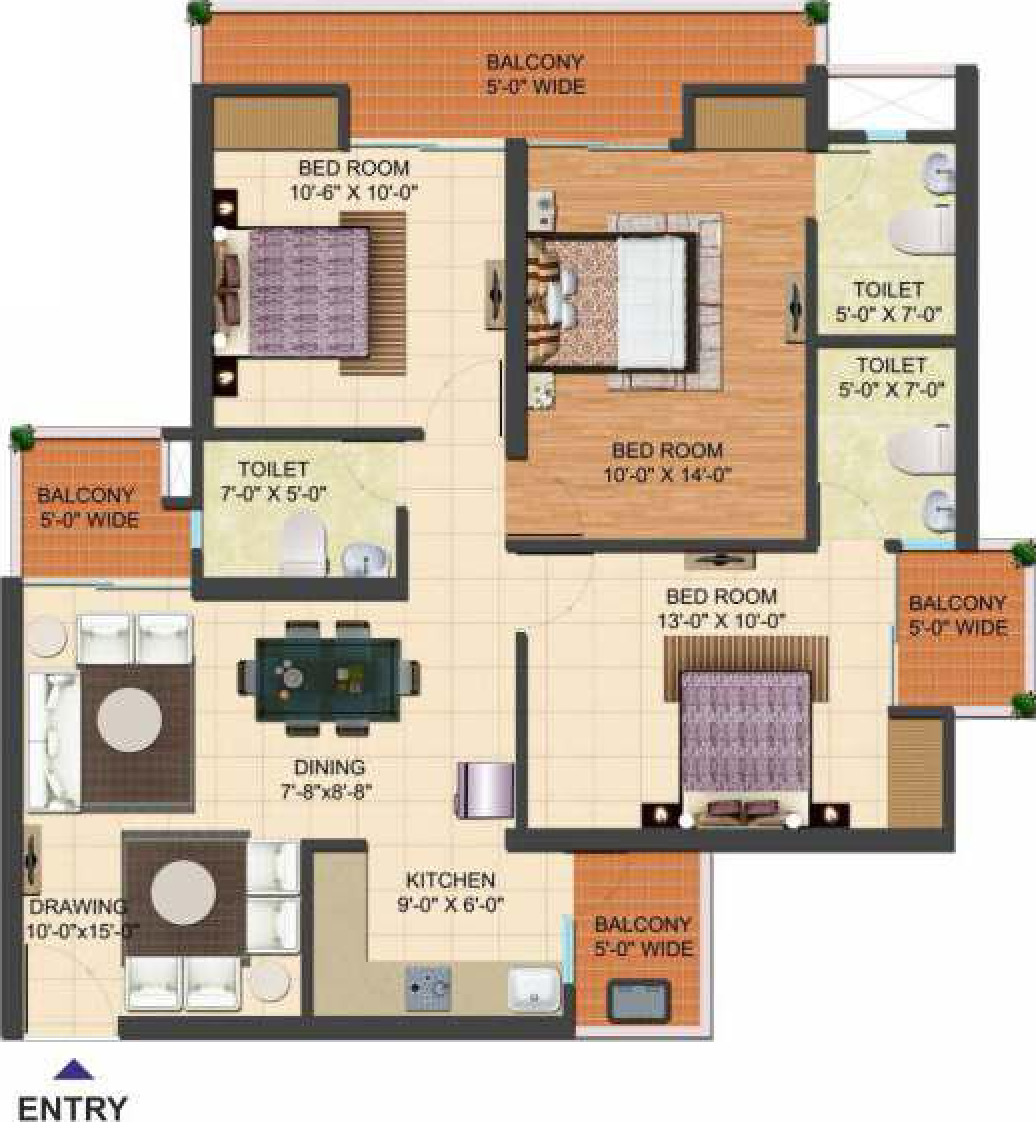 BALCONY
5'-0" WIDE
BED ROOM
10'-6" X 10'-0"
TOILET
5'-0" X 7'-0"
TOILET
5'-0" X 7'-0"
BED ROOM
10'-0" X 14'-0"
TOILET
7'-0" X 5'-0"
BALCONY
5'-0" WIDE
BED ROOM
13'-0" X 10'-0"
BALCONY
5'-0" WIDE
DINING
7'-8"x8'-8"
KITCHEN
9'-0" X 6'-0"
DRAWING
10'-0"x15'-0"
BALCONY
5'-0" WIDE
ENTRY